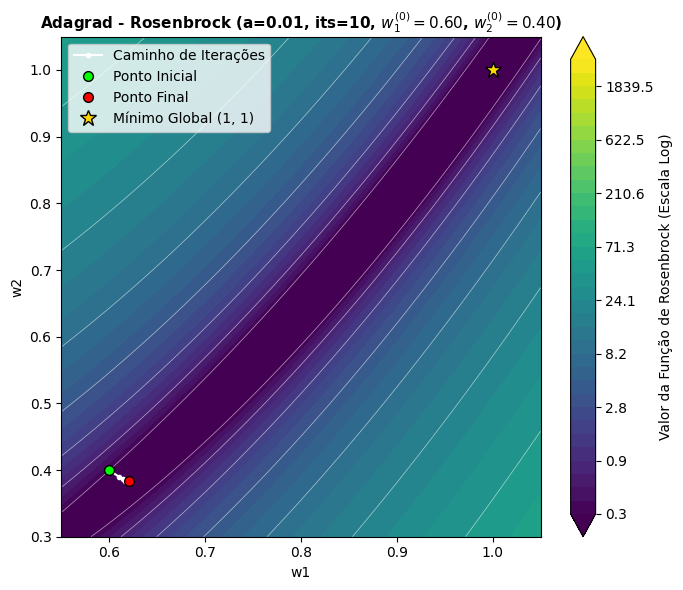 Adagrad - Rosenbrock (a=0.01, its=10, $w_1^{(0)} = 0.60$, $w_2^{(0)} = 0.40$)
Caminho de Iterações
Ponto Inicial
Ponto Final
Mínimo Global (1, 1)
w2
1.0
0.9
0.8
0.7
0.6
0.5
0.4
0.3
0.6
0.7
0.8
0.9
1.0
w1
1839.5
622.5
210.6
71.3
24.1
8.2
2.8
0.9
0.3
Valor da Função de Rosenbrock (Escala Log)